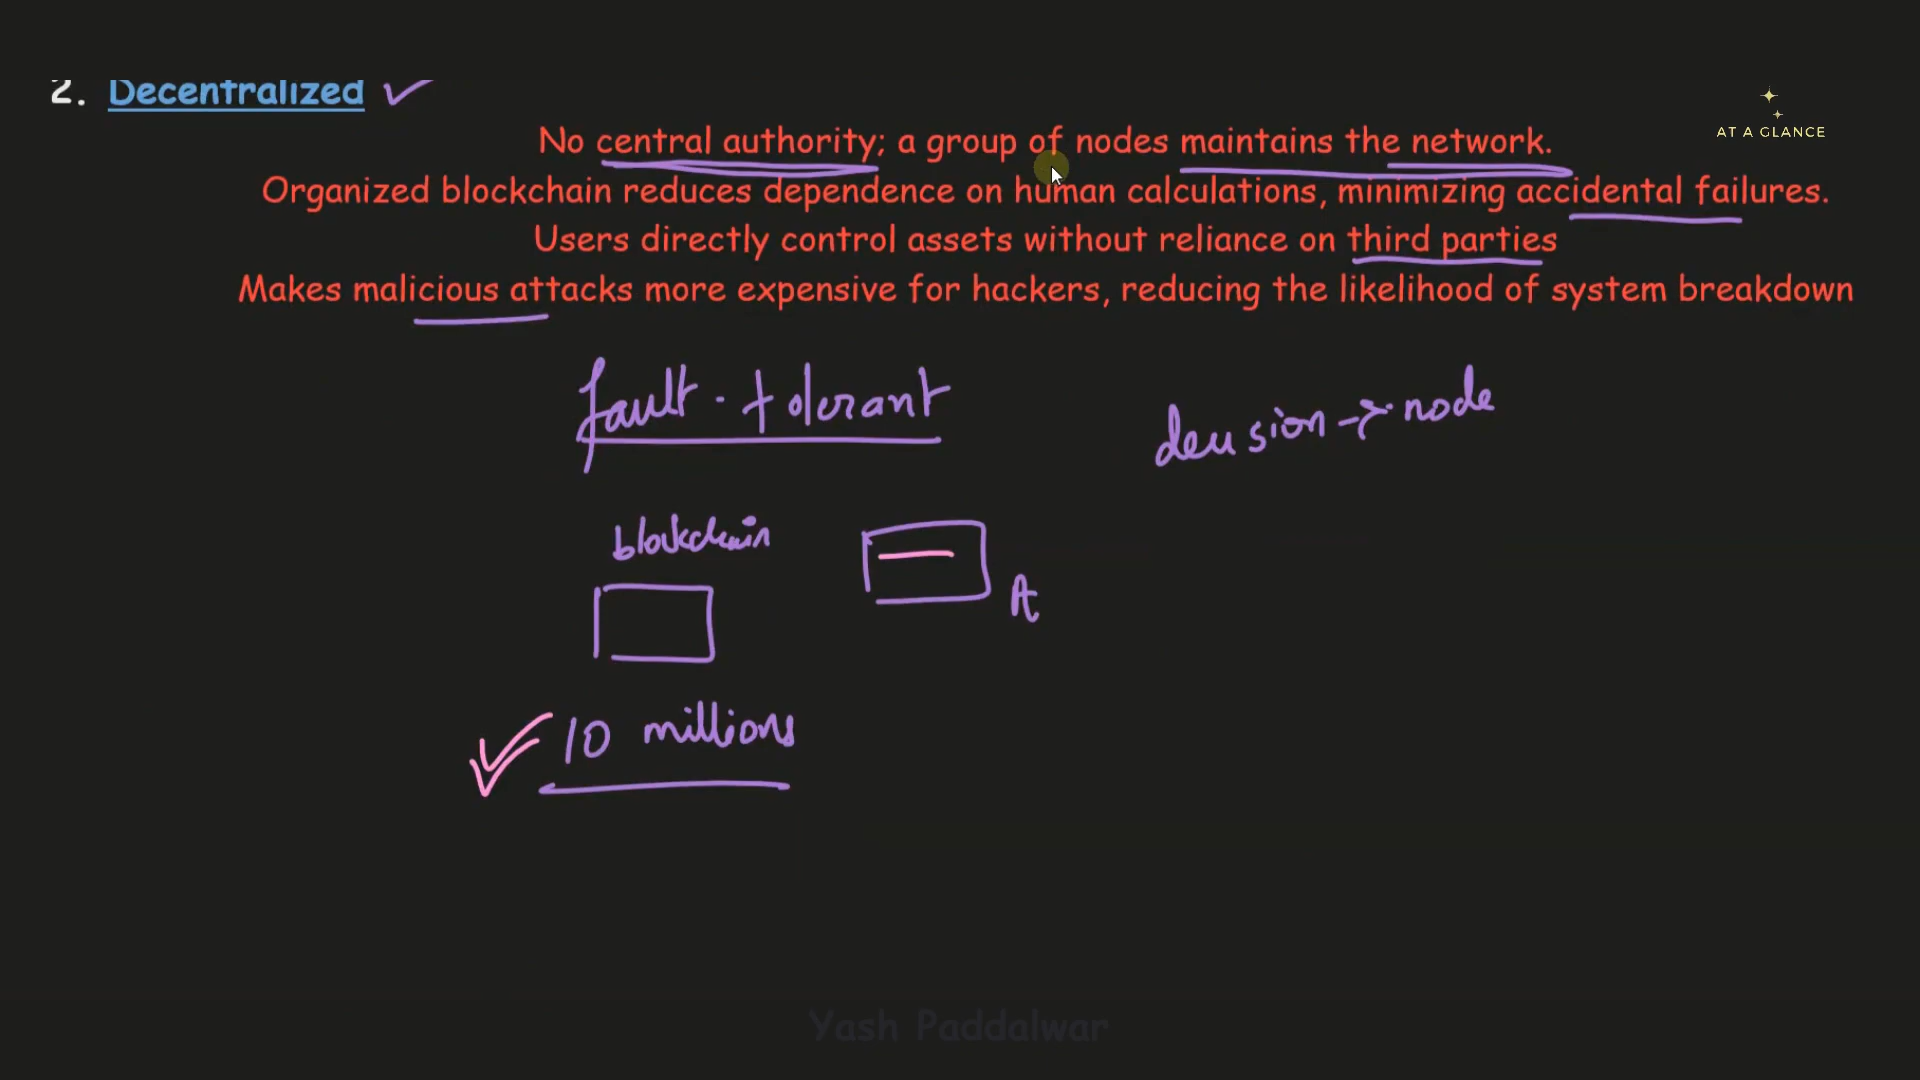 2. Decentralized
AT A GLANCE
No central authority; a group of nodes maintains the network.
Organized blockchain reduces dependence on human calculations, minimizing accidental failures.
Users directly control assets without reliance on third parties
Makes malicious attacks more expensive for hackers, reducing the likelihood of system breakdown
fault-tolerant
decision → node
blockchain
A
10 millions
Yash Paddalwar